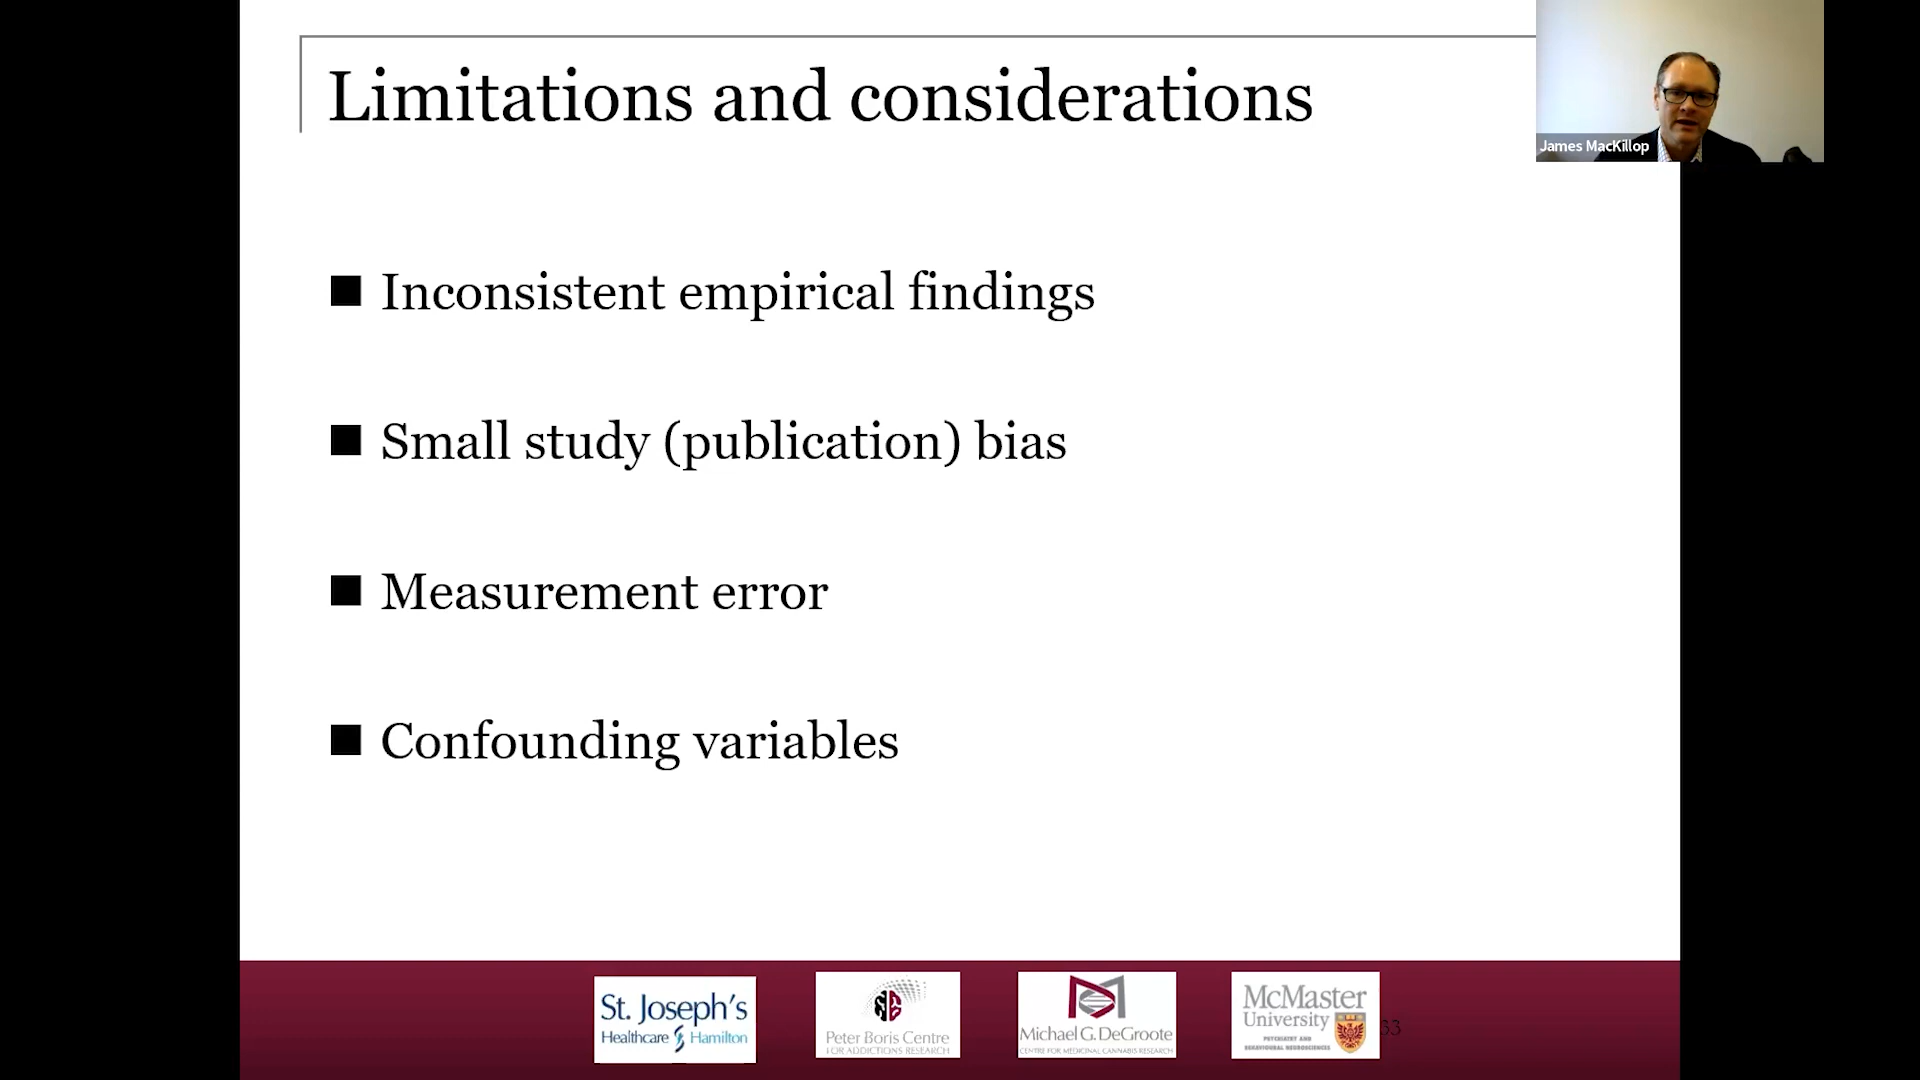 Limitations and considerations
James MacKillop
Inconsistent empirical findings
Small study (publication) bias
Measurement error
Confounding variables
St. Joseph's
Healthcare Hamilton
Peter Boris Centre
FOR ADDICTIONS RESEARCH
Michael G. DeGroote
CENTRE FOR MEDICINAL CANNABIS RESEARCH
McMaster
University
PSYCHIATRY AND
BEHAVIOURAL NEUROSCIENCES
33